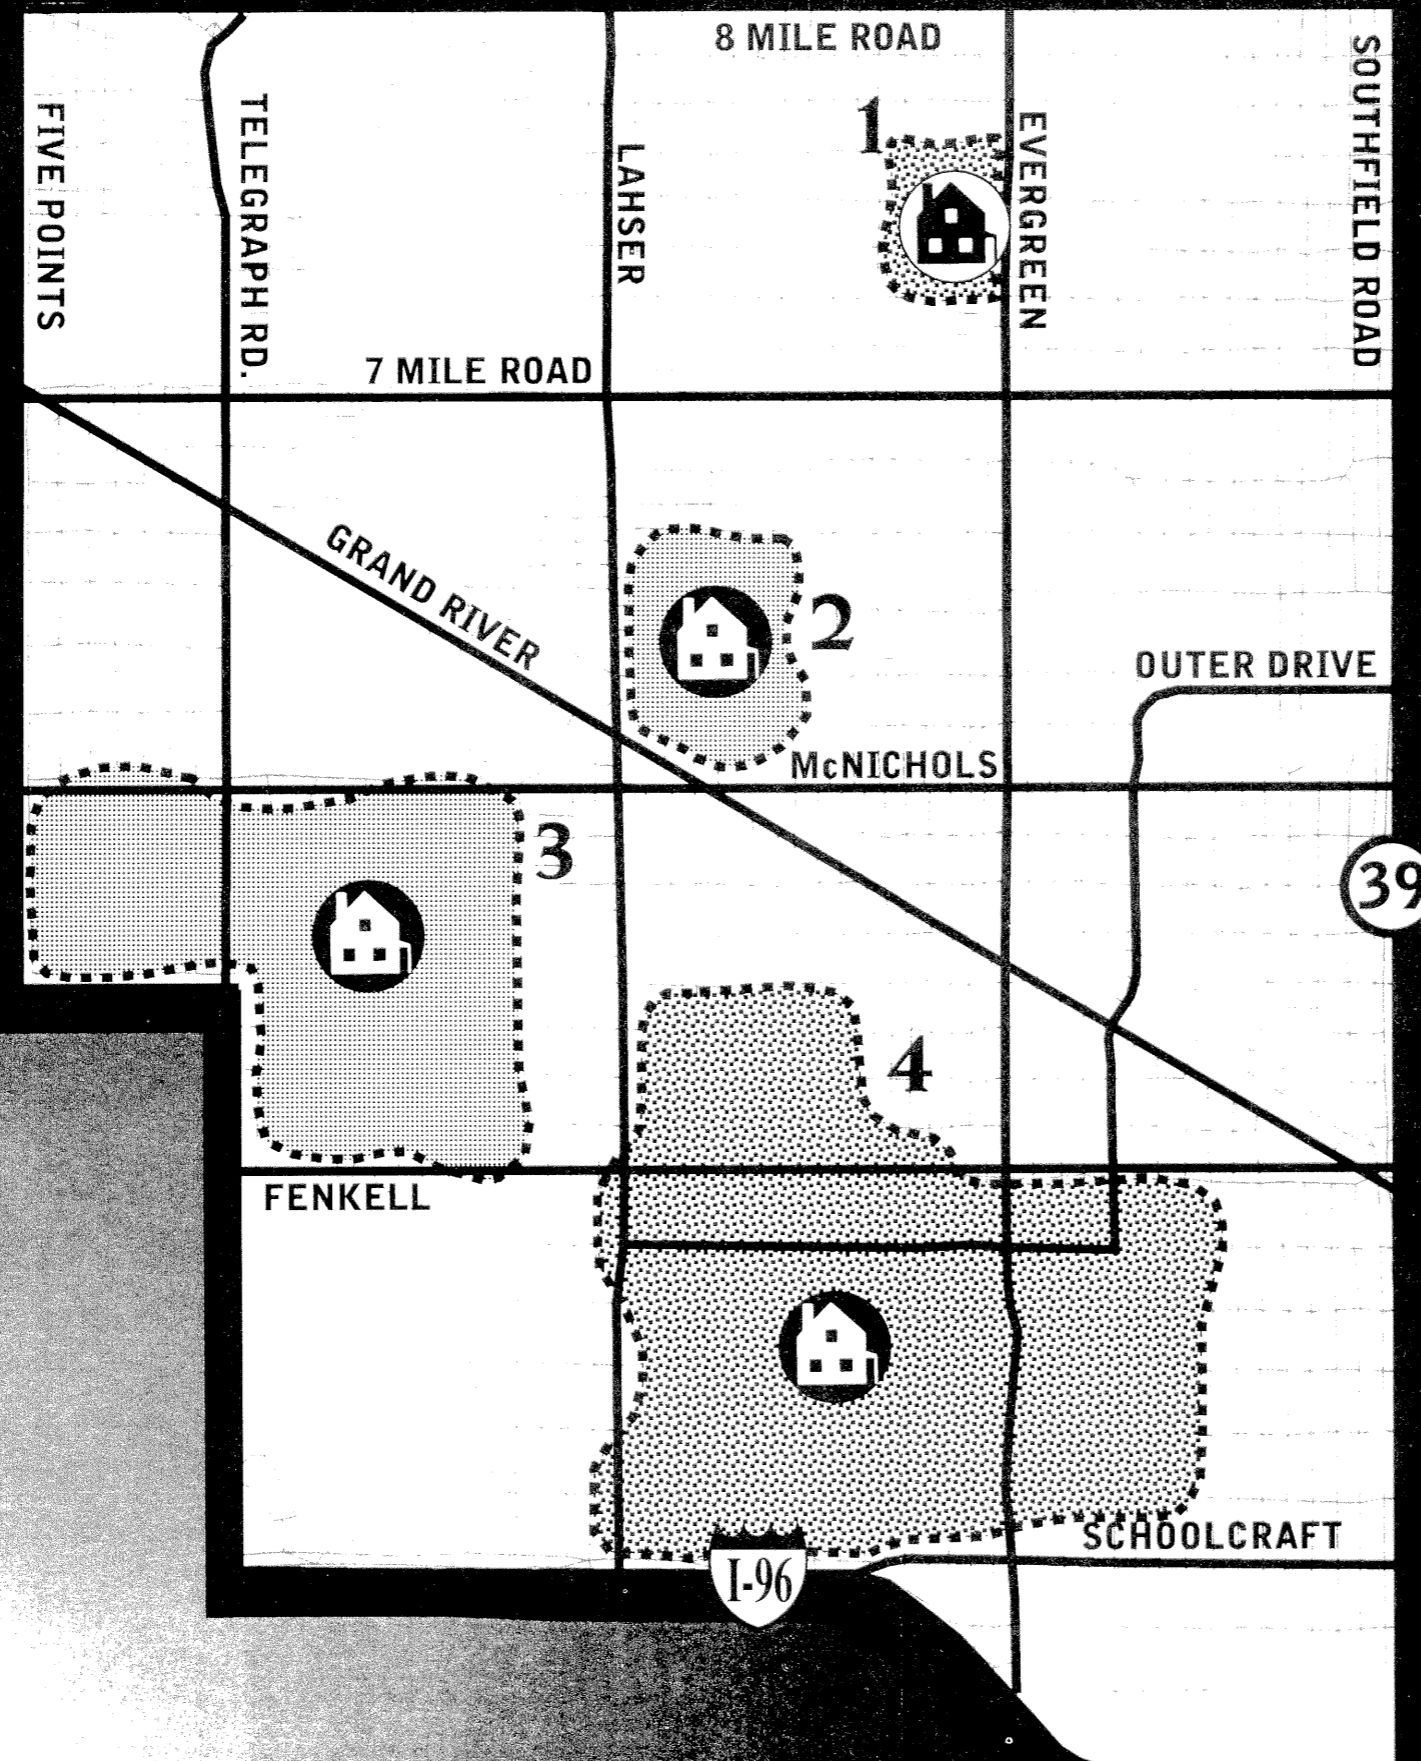 8 MILE ROAD
FIVE POINTS
TELEGRAPH RD.
LAHSER
1
EVERGREEN
SOUTHFIELD ROAD
7 MILE ROAD
GRAND RIVER
2
OUTER DRIVE
McNICHOLS
3
39
4
FENKELL
SCHOOLCRAFT
I-96